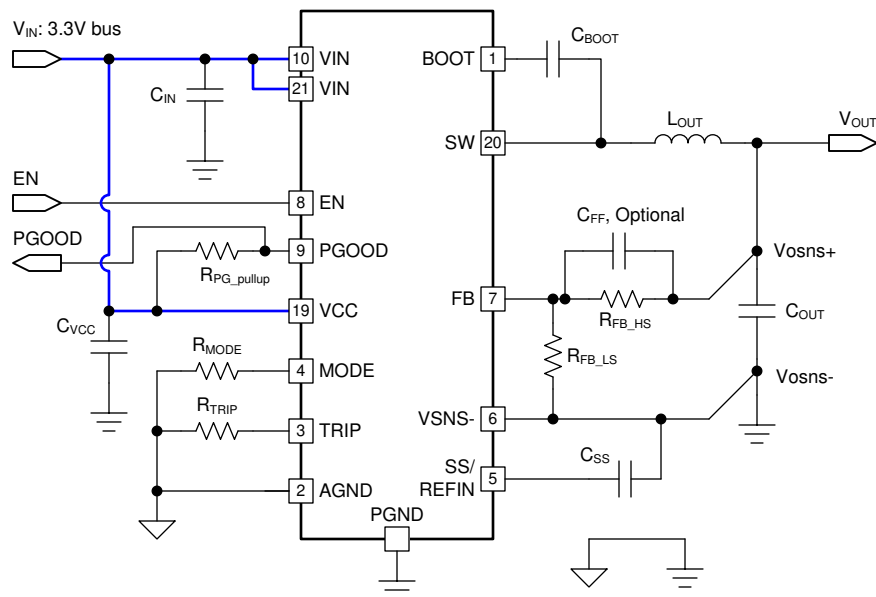 VIN: 3.3V bus
10 VIN
21 VIN
CIN
EN
8 EN
PGOOD
9 PGOOD
RPG_pullup
19 VCC
CVCC
RMODE
4 MODE
RTRIP
3 TRIP
2 AGND
PGND
BOOT 1
CBOOT
SW 20
LOUT
VOUT
CFF, Optional
Vosns+
FB 7
RFB_HS
COUT
RFB_LS
Vosns-
VSNS- 6
CSS
SS/
REFIN 5